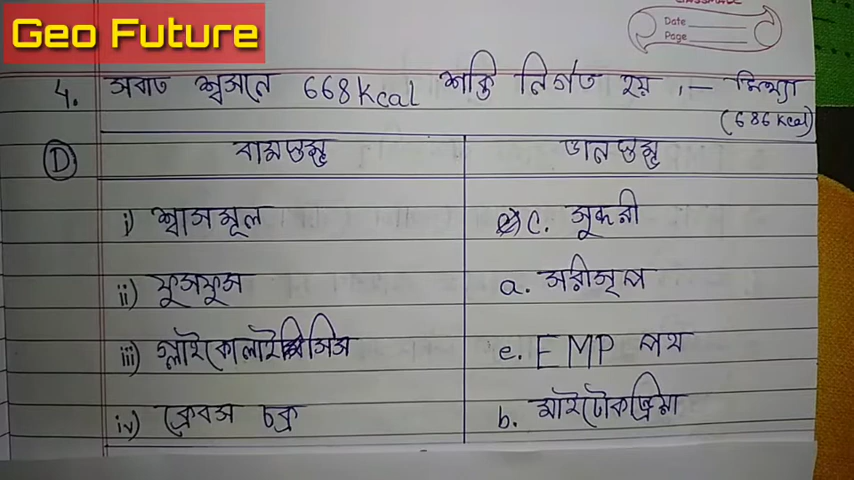 Geo Future
CLASSMATE
Date
Page
4. সবাত শ্বসনে 668 kcal শক্তি নির্গত হয় ,— মিথ্যা
(686 Kcal)
D বামস্তম্ভ ডানস্তম্ভ
i) শ্বাসমূল c. সুন্দরী
ii) ফুসফুস a. সরীসৃপ
iii) গ্লাইকোলাইসিস e. EMP পথ
iv) ক্রেবস চক্র b. মাইটোকন্ড্রিয়া